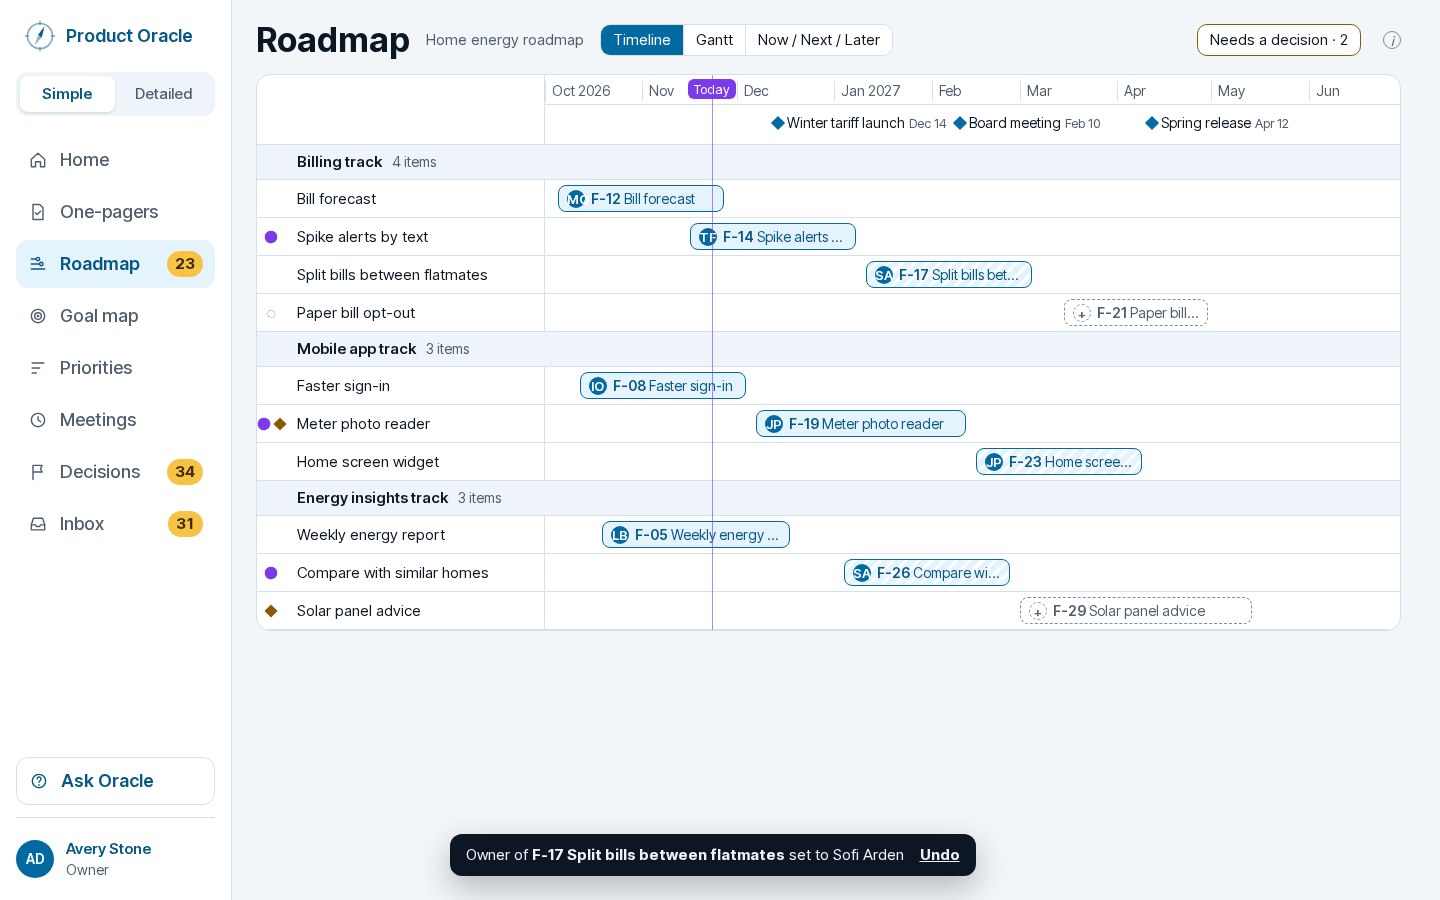 Product Oracle
Simple Detailed
Home
One-pagers
Roadmap 23
Goal map
Priorities
Meetings
Decisions 34
Inbox 31
Ask Oracle
AD Avery Stone
Owner
Roadmap Home energy roadmap Timeline Gantt Now / Next / Later Needs a decision · 2 i
Oct 2026 Nov Today Dec Jan 2027 Feb Mar Apr May Jun
Winter tariff launch Dec 14 Board meeting Feb 10 Spring release Apr 12
Billing track 4 items
Bill forecast F-12 Bill forecast
Spike alerts by text TF F-14 Spike alerts ...
Split bills between flatmates SA F-17 Split bills bet...
Paper bill opt-out + F-21 Paper bill...
Mobile app track 3 items
Faster sign-in IO F-08 Faster sign-in
Meter photo reader JP F-19 Meter photo reader
Home screen widget JP F-23 Home scree...
Energy insights track 3 items
Weekly energy report LB F-05 Weekly energy ...
Compare with similar homes SA F-26 Compare wi...
Solar panel advice + F-29 Solar panel advice
Owner of F-17 Split bills between flatmates set to Sofi Arden Undo